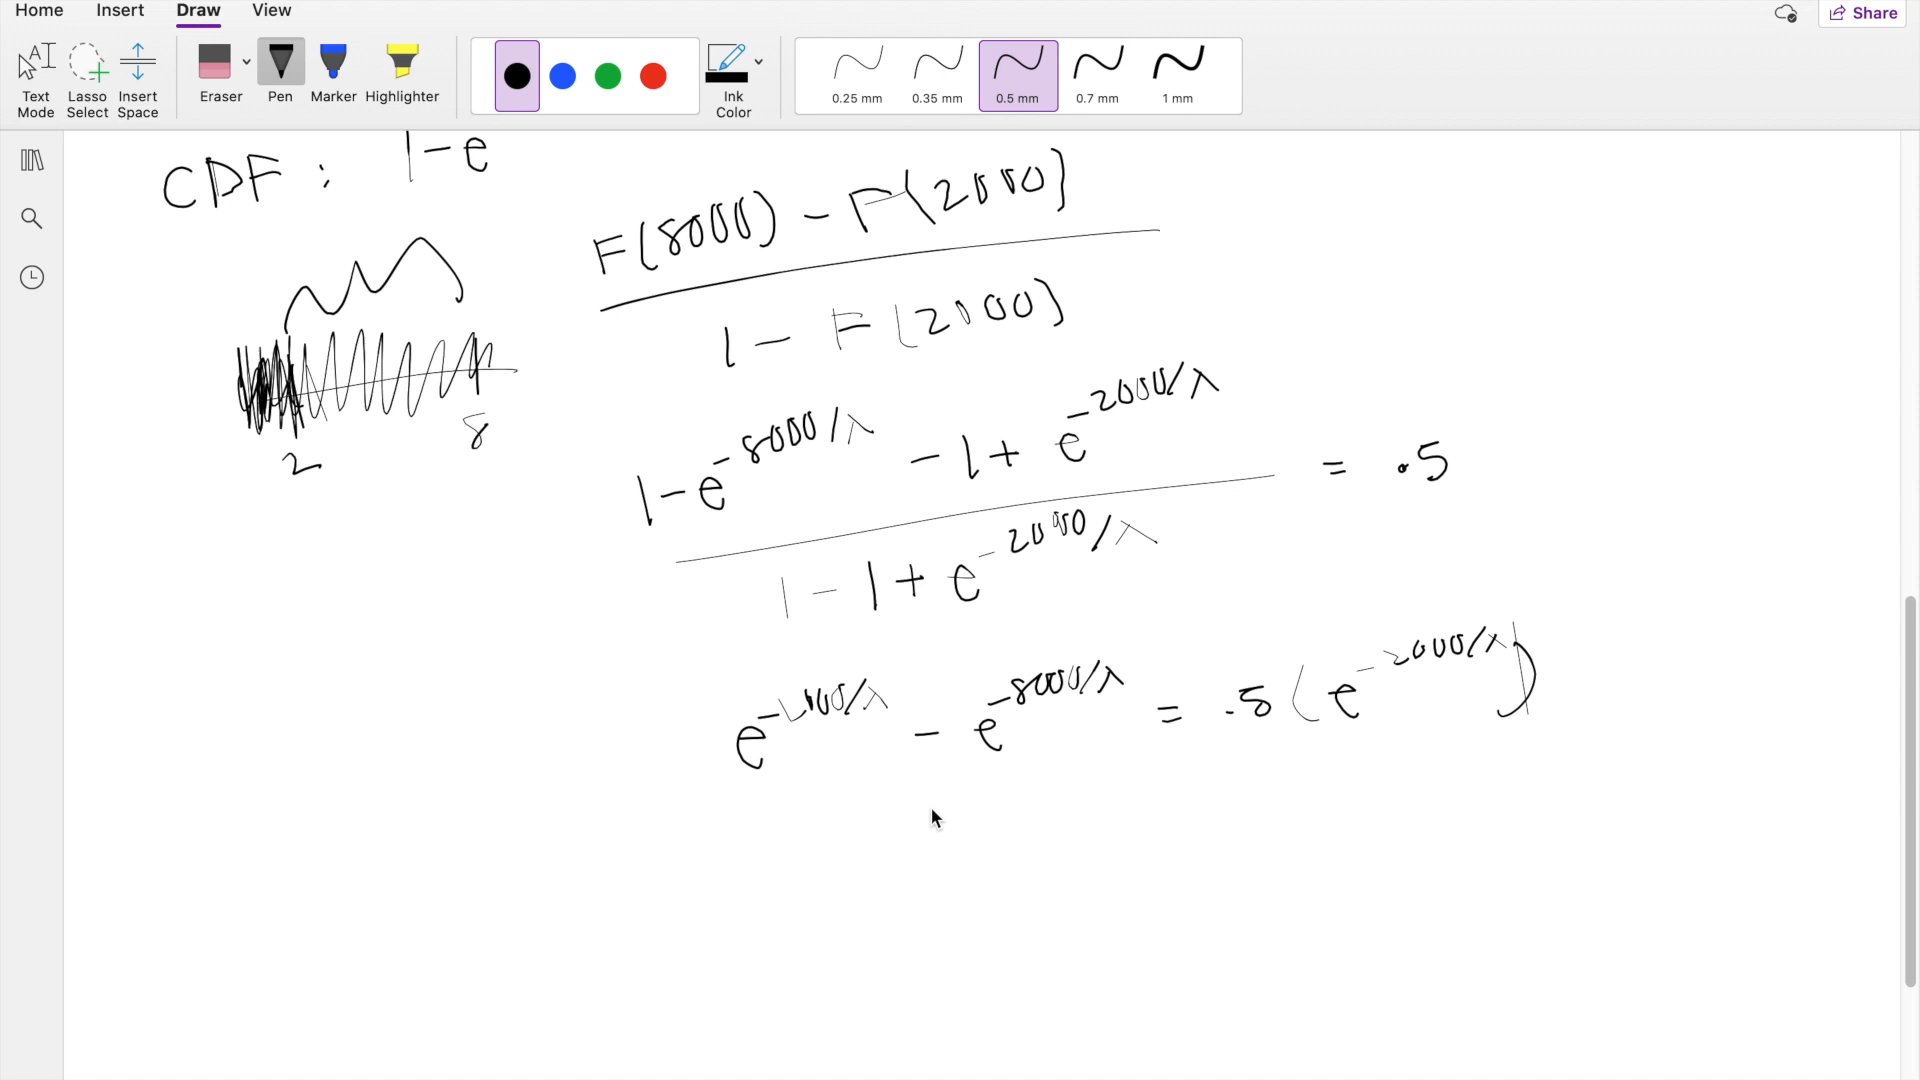 Home Insert Draw View Share
Text Mode Lasso Select Insert Space Eraser Pen Marker Highlighter Ink Color 0.25 mm 0.35 mm 0.5 mm 0.7 mm 1 mm
CDF : 1-e
F(8000) - F(2000)
1 - F(2000)
2 8
1-e^-8000/λ -1+ e^-2000/λ = .5
1 - 1 + e^-2000/λ
e^-2000/λ - e^-8000/λ = .5 (e^-2000/λ)